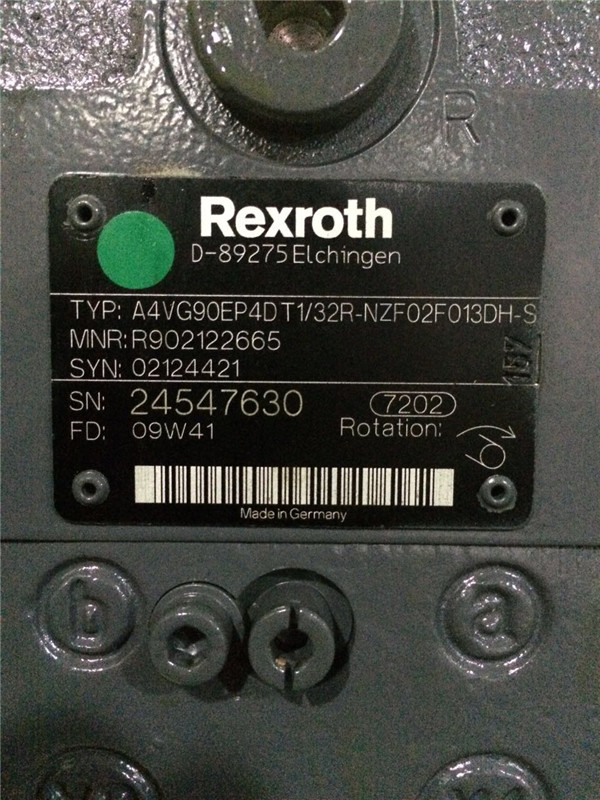 R
Rexroth
D-89275 Elchingen
TYP: A4VG90EP4DT1/32R-NZF02F013DH-S
MNR: R902122665
SYN: 02124421
SN: 24547630 7202
FD: 09W41 Rotation:
Made in Germany
b a